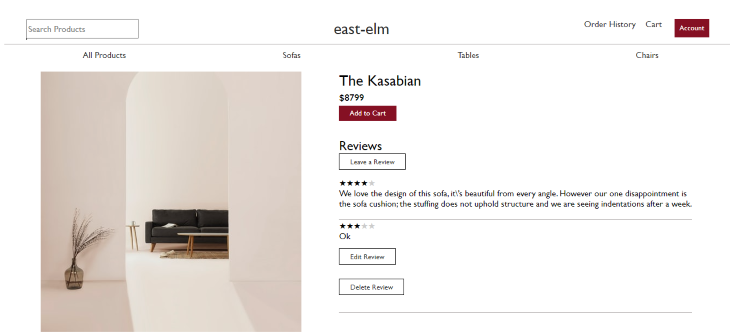 Search Products
east-elm
Order History Cart Account
All Products Sofas Tables Chairs
The Kasabian
$8799
Add to Cart
Reviews
Leave a Review
★★★★★
We love the design of this sofa, it\'s beautiful from every angle. However our one disappointment is
the sofa cushion; the stuffing does not uphold structure and we are seeing indentations after a week.
★★★★★
Ok
Edit Review
Delete Review